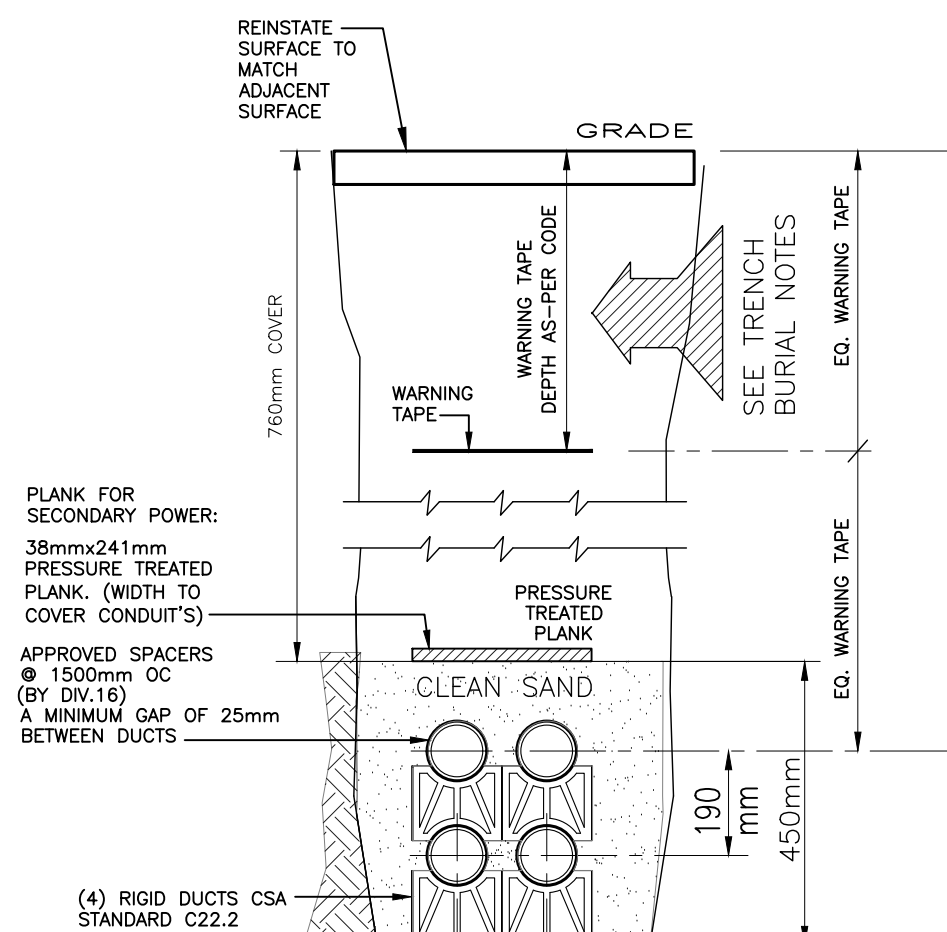 REINSTATE
SURFACE TO
MATCH
ADJACENT
SURFACE
GRADE
760mm COVER
WARNING TAPE
DEPTH AS-PER CODE
SEE TRENCH
BURIAL NOTES
EQ. WARNING TAPE
WARNING
TAPE
PLANK FOR
SECONDARY POWER:
38mmx241mm
PRESSURE TREATED
PLANK. (WIDTH TO
COVER CONDUIT'S)
PRESSURE
TREATED
PLANK
EQ. WARNING TAPE
APPROVED SPACERS
@ 1500mm OC
(BY DIV.16)
A MINIMUM GAP OF 25mm
BETWEEN DUCTS
CLEAN SAND
190
mm
450mm
(4) RIGID DUCTS CSA
STANDARD C22.2